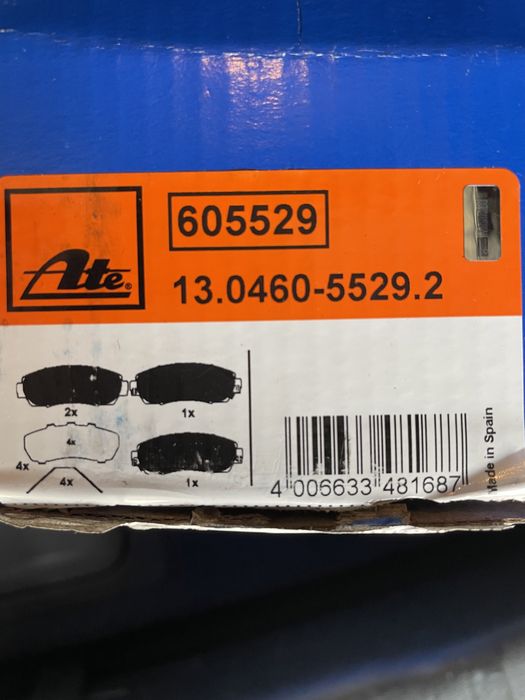 Ate®
605529
13.0460-5529.2
2x
1x
4x
4x
4x
1x
4 006633 481687
Made in Spain